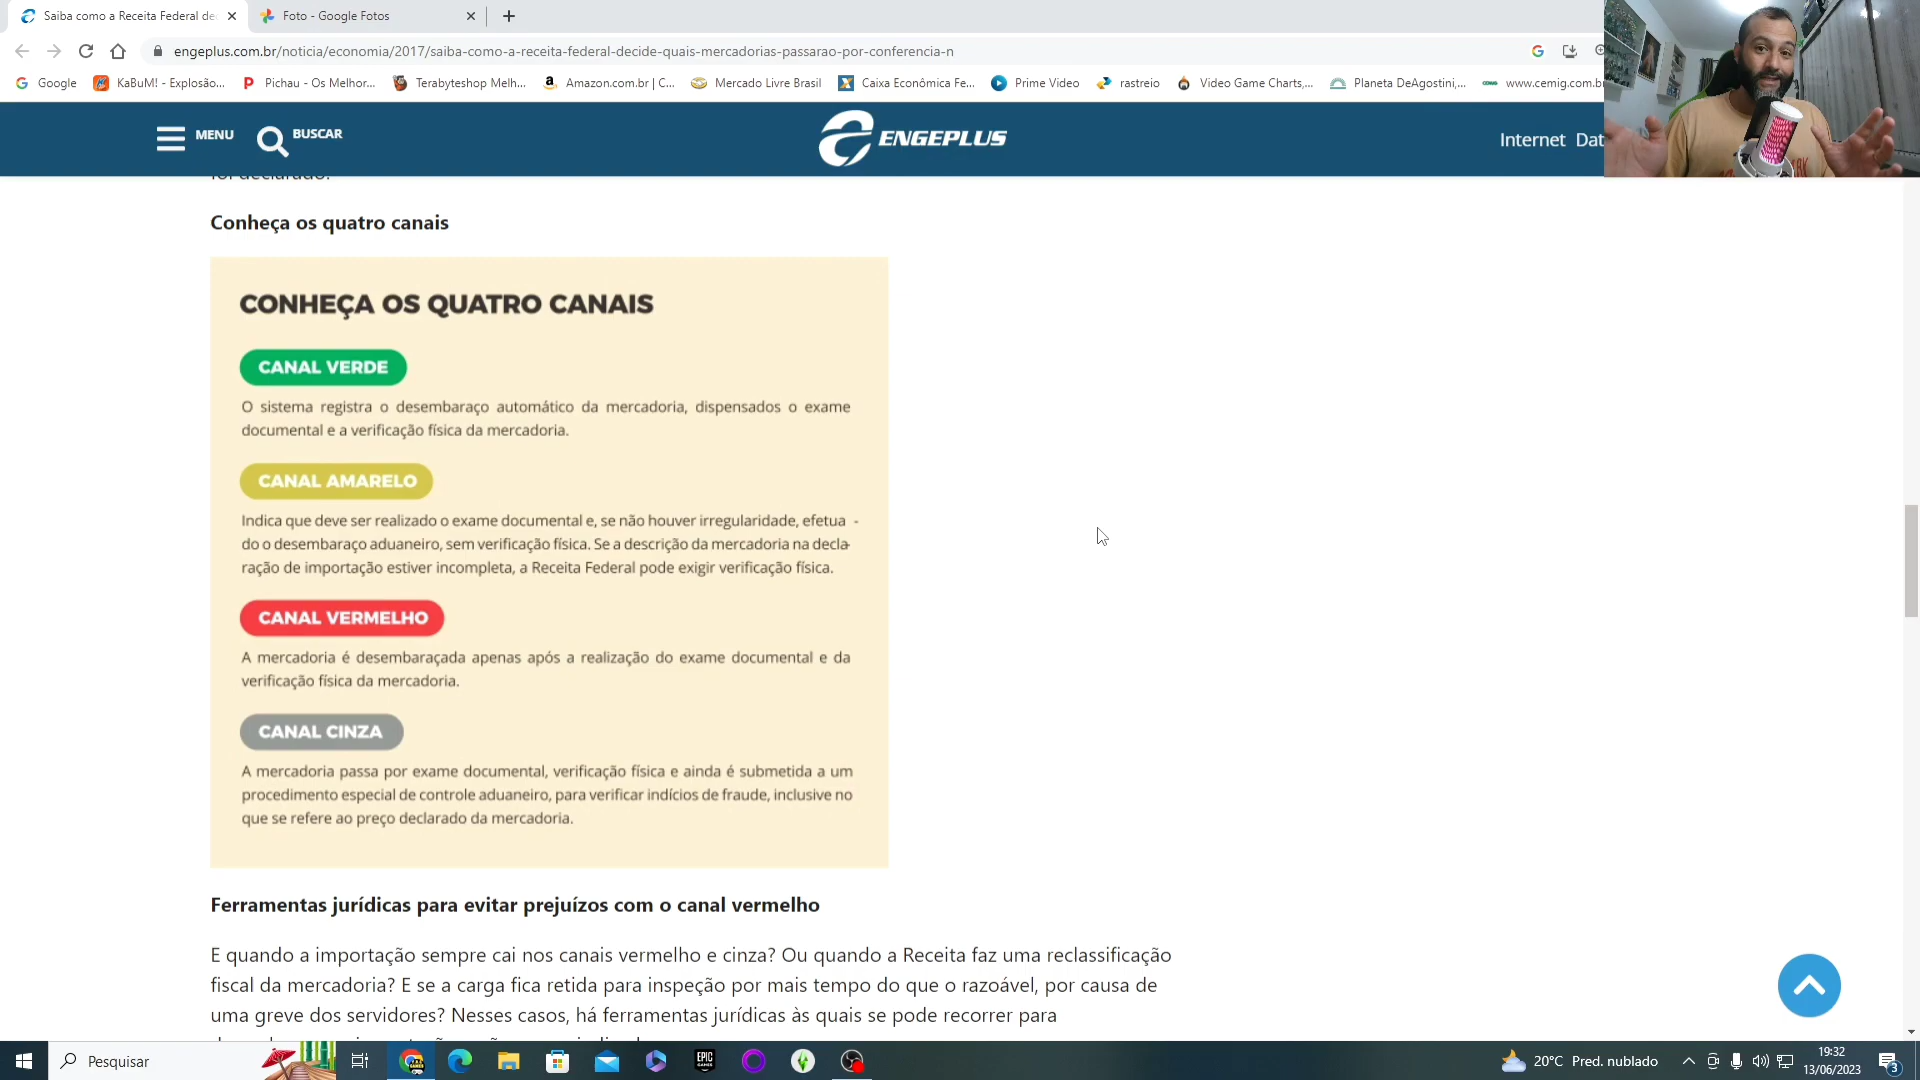 Saiba como a Receita Federal de
Foto - Google Fotos
engeplus.com.br/noticia/economia/2017/saiba-como-a-receita-federal-decide-quais-mercadorias-passarao-por-conferencia-n
Google
KaBuM! - Explosão...
Pichau - Os Melhor...
Terabyteshop Melh...
Amazon.com.br | C...
Mercado Livre Brasil
Caixa Econômica Fe...
Prime Video
rastreio
Video Game Charts,...
Planeta DeAgostini,...
www.cemig.com.br
MENU
BUSCAR
ENGEPLUS
Internet Dat
foi declarado.
Conheça os quatro canais
CONHEÇA OS QUATRO CANAIS
CANAL VERDE
O sistema registra o desembaraço automático da mercadoria, dispensados o exame
documental e a verificação física da mercadoria.
CANAL AMARELO
Indica que deve ser realizado o exame documental e, se não houver irregularidade, efetua -
do o desembaraço aduaneiro, sem verificação física. Se a descrição da mercadoria na decla-
ração de importação estiver incompleta, a Receita Federal pode exigir verificação física.
CANAL VERMELHO
A mercadoria é desembaraçada apenas após a realização do exame documental e da
verificação física da mercadoria.
CANAL CINZA
A mercadoria passa por exame documental, verificação física e ainda é submetida a um
procedimento especial de controle aduaneiro, para verificar indícios de fraude, inclusive no
que se refere ao preço declarado da mercadoria.
Ferramentas jurídicas para evitar prejuízos com o canal vermelho
E quando a importação sempre cai nos canais vermelho e cinza? Ou quando a Receita faz uma reclassificação
fiscal da mercadoria? E se a carga fica retida para inspeção por mais tempo do que o razoável, por causa de
uma greve dos servidores? Nesses casos, há ferramentas jurídicas às quais se pode recorrer para
Pesquisar
EPIC
GAMES
20°C Pred. nublado
19:32
13/06/2023
3